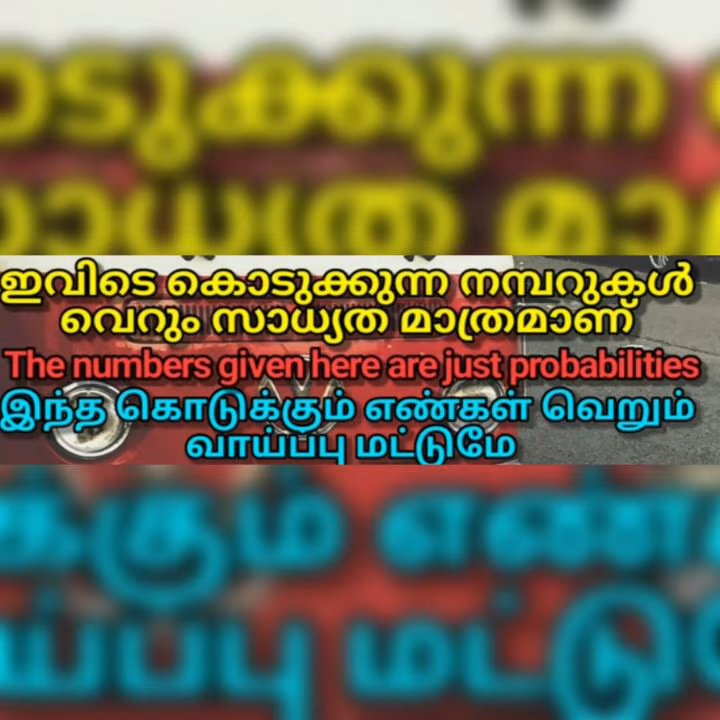 ഇവിടെ കൊടുക്കുന്ന നമ്പറുകൾ
വെറും സാധ്യത മാത്രമാണ്
The numbers given here are just probabilities
இந்த கொடுக்கும் எண்கள் வெறும்
வாய்ப்பு மட்டுமே